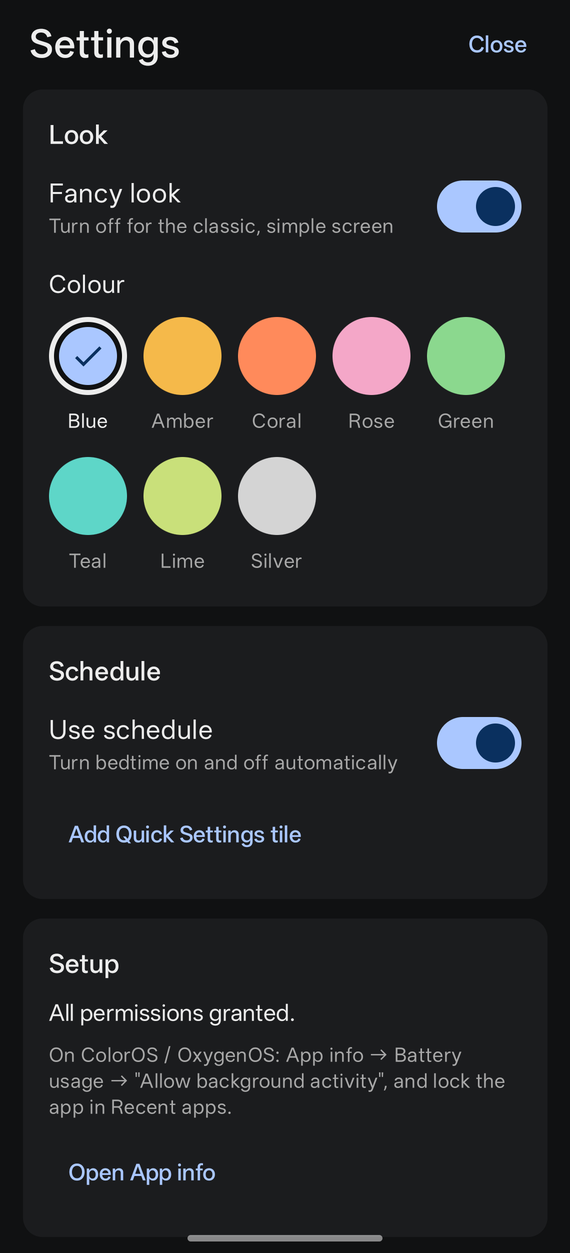 Settings
Close
Look
Fancy look
Turn off for the classic, simple screen
Colour
Blue
Amber
Coral
Rose
Green
Teal
Lime
Silver
Schedule
Use schedule
Turn bedtime on and off automatically
Add Quick Settings tile
Setup
All permissions granted.
On ColorOS / OxygenOS: App info → Battery
usage → "Allow background activity", and lock the
app in Recent apps.
Open App info